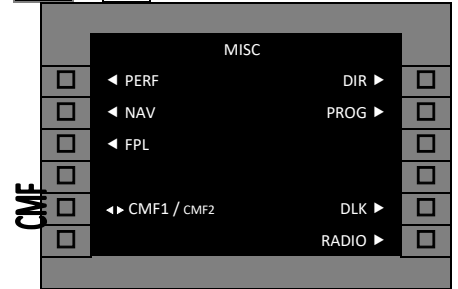 MISC
◄ PERF DIR ►
◄ NAV PROG ►
◄ FPL
◄► CMF1 / CMF2 DLK ►
RADIO ►
CMF